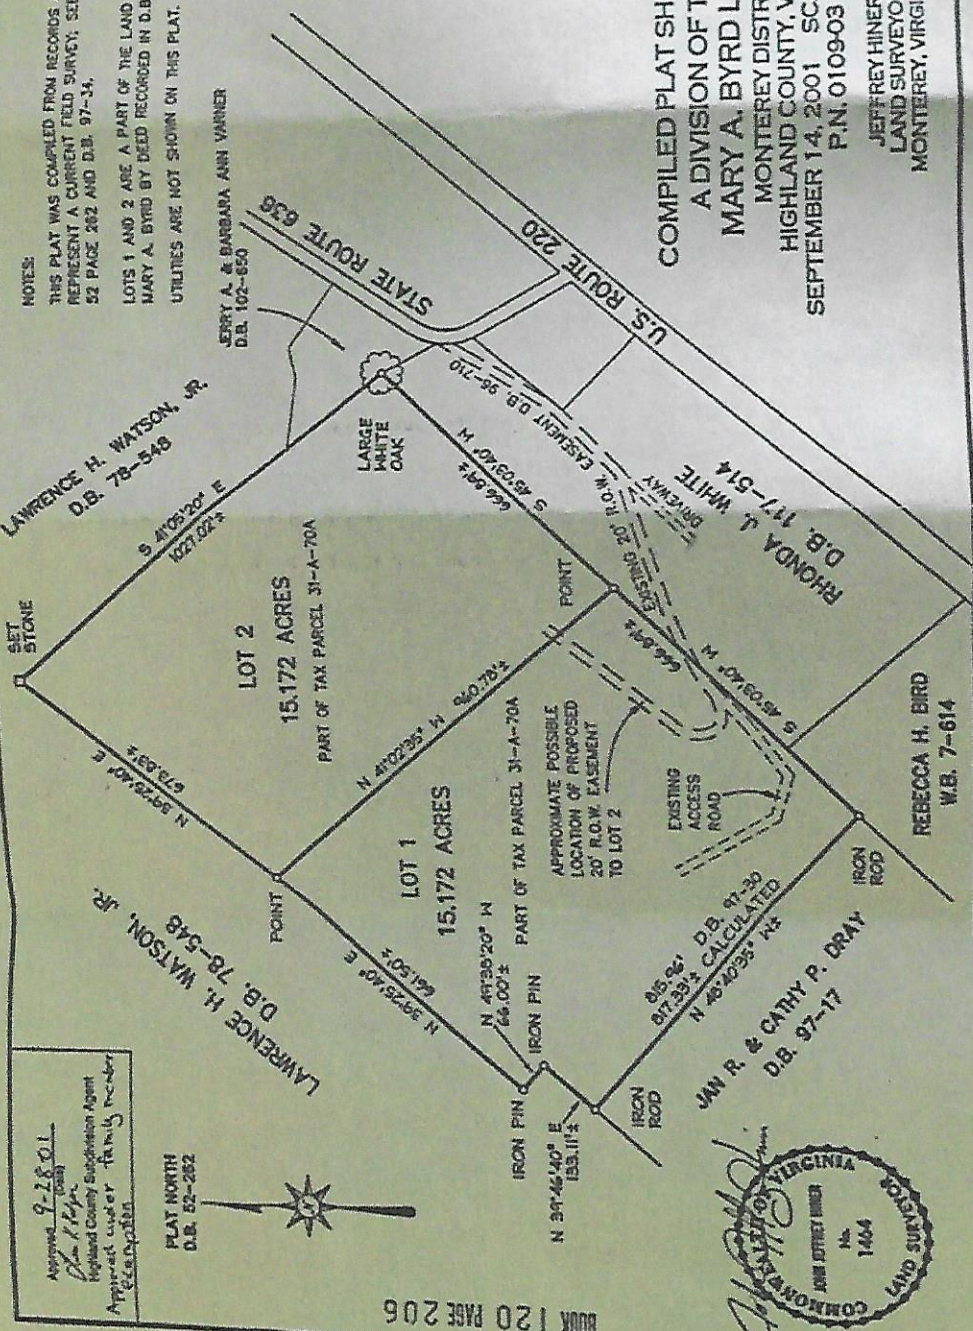 NOTES:
THIS PLAT WAS COMPILED FROM RECORDS
REPRESENT A CURRENT FIELD SURVEY; SEE
52 PAGE 262 AND D.B. 97-34.
LOTS 1 AND 2 ARE A PART OF THE LAND
MARY A. BYRD BY DEED RECORDED IN D.B.
UTILITIES ARE NOT SHOWN ON THIS PLAT.
Approved 9-28-01
(Date)
Highland County Subdivision Agent
Approved under family member
exemption
PLAT NORTH
D.B. 52-262
LAWRENCE H. WATSON, JR.
D.B. 78-548
SET
STONE
S 41°05'20" E
1027.02'±
JERRY A. & BARBARA ANN VARNER
D.B. 102-650
STATE ROUTE 636
U.S. ROUTE 220
LARGE
WHITE
OAK
N 39°25'40" E
673.83'±
LOT 2
15.172 ACRES
PART OF TAX PARCEL 31-A-70A
S 45°03'40" W
666.89'±
EXISTING 20' R.O.W. EASEMENT D.B. 96-710
DRIVEWAY
RHONDA J. WHITE
D.B. 117-514
POINT
N 41°02'35" W 960.78'±
POINT
LAWRENCE H. WATSON, JR.
D.B. 78-548
N 39°25'40" E
661.50'±
LOT 1
15.172 ACRES
PART OF TAX PARCEL 31-A-70A
666.89'±
S 45°03'40" W
APPROXIMATE POSSIBLE
LOCATION OF PROPOSED
20' R.O.W. EASEMENT
TO LOT 2
EXISTING
ACCESS
ROAD
N 49°38'20" W
66.00'±
IRON PIN
IRON PIN
N 39°46'40" E
133.11'±
IRON
ROD
815.96' D.B. 97-30
817.33'± CALCULATED
N 48°40'35" W±
IRON
ROD
JAN R. & CATHY P. DRAY
D.B. 97-17
REBECCA H. BIRD
W.B. 7-614
COMPILED PLAT SH
A DIVISION OF T
MARY A. BYRD L
MONTEREY DISTR
HIGHLAND COUNTY, V
SEPTEMBER 14, 2001 SC
P.N. 010903
JEFFREY HINER
LAND SURVEYO
MONTEREY, VIRGI
COMMONWEALTH OF VIRGINIA
JOHN JEFFREY HINER
No.
1464
LAND SURVEYOR
BOOK 120 PAGE 206